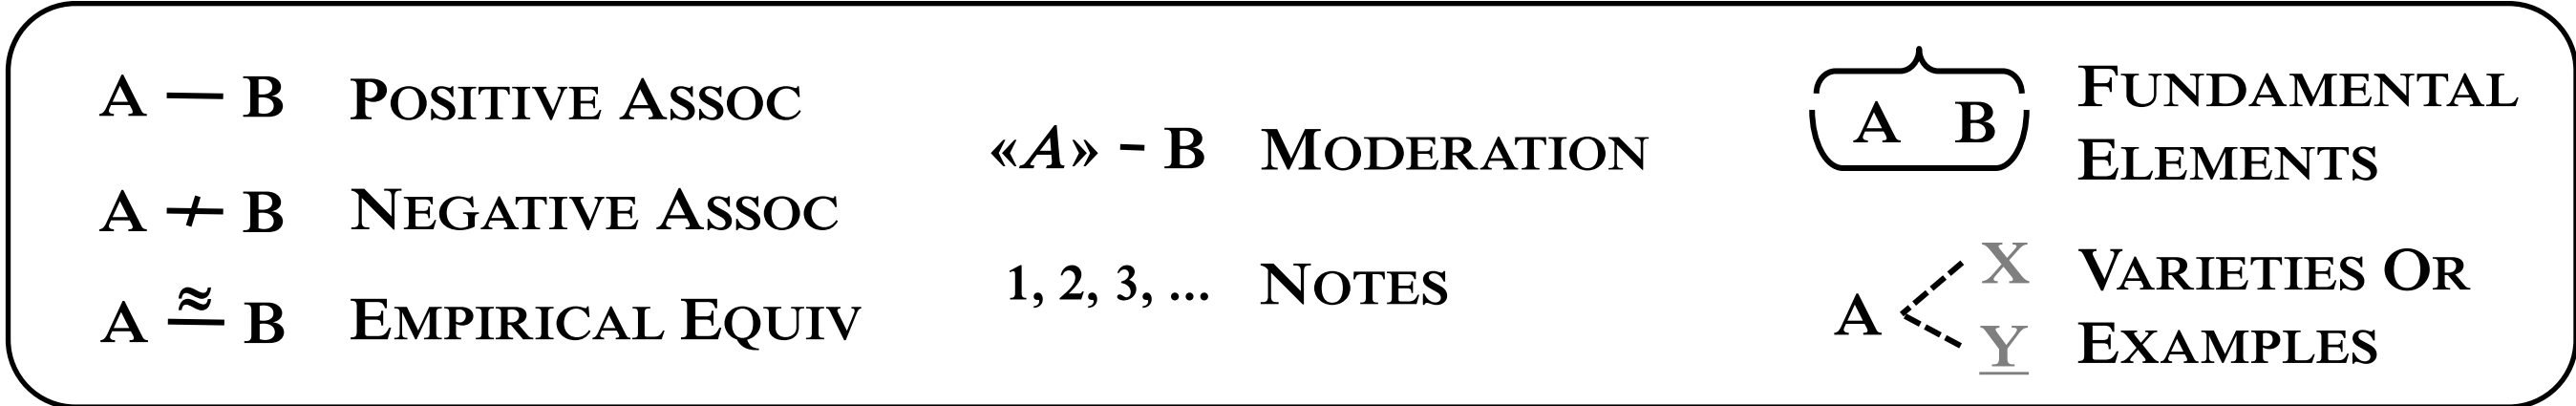 A — B POSITIVE ASSOC
A ⌿ B NEGATIVE ASSOC
A ≈ B EMPIRICAL EQUIV
«A» - B MODERATION
1, 2, 3, ... NOTES
A B FUNDAMENTAL
ELEMENTS
X VARIETIES OR
A
Y EXAMPLES